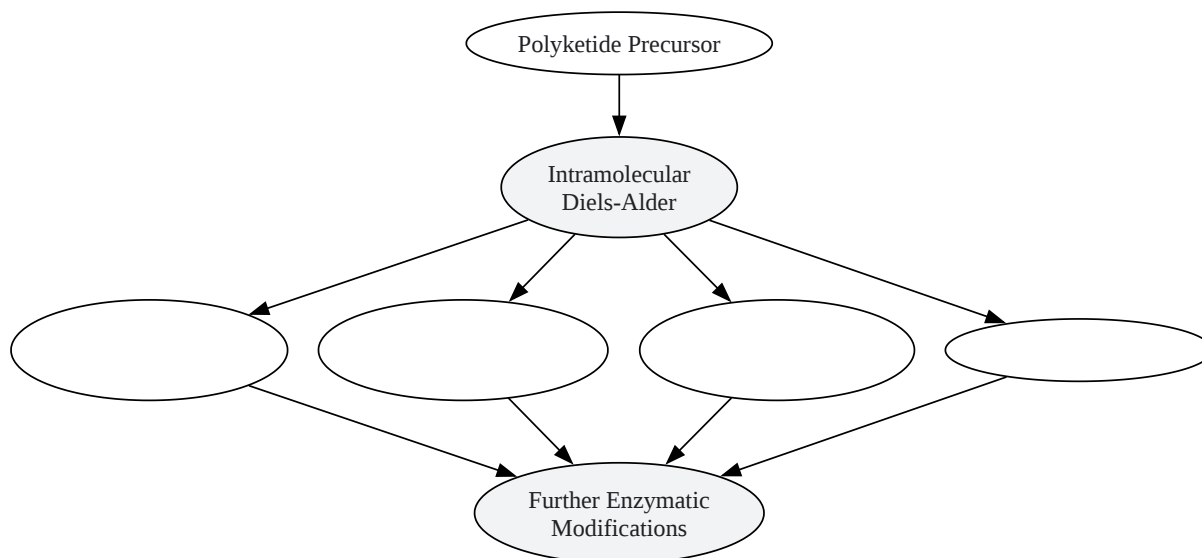 Polyketide Precursor
Intramolecular
Diels-Alder
Further Enzymatic
Modifications